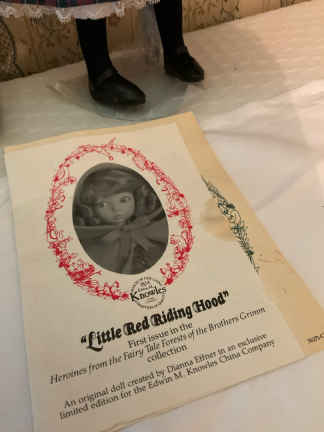 Knowles
"Little Red Riding Hood"
First issue in the
Heroines from the Fairy Tale Forests of the Brothers Grimm
collection
An original doll created by Dianna Effner in an exclusive
limited edition for the Edwin M. Knowles China Company